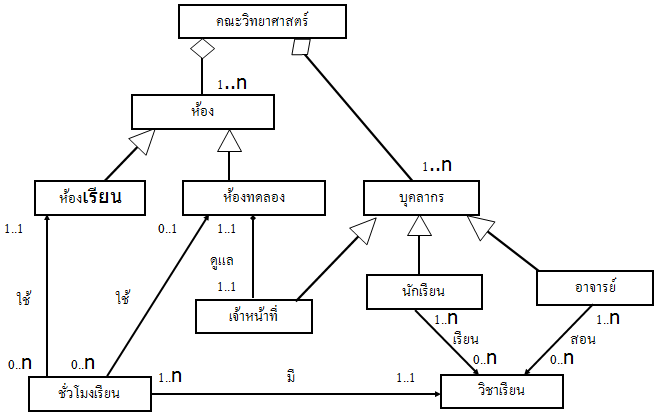 คณะวิทยาศาสตร์
1..n
ห้อง
1..n
ห้องเรียน
ห้องทดลอง
บุคลากร
1..1
0..1
1..1
ดูแล
นักเรียน
อาจารย์
ใช้
ใช้
1..1
เจ้าหน้าที่
1..n
1..n
เรียน
สอน
0..n
0..n
0..n
0..n
1..n
มี
1..1
ชั่วโมงเรียน
วิชาเรียน